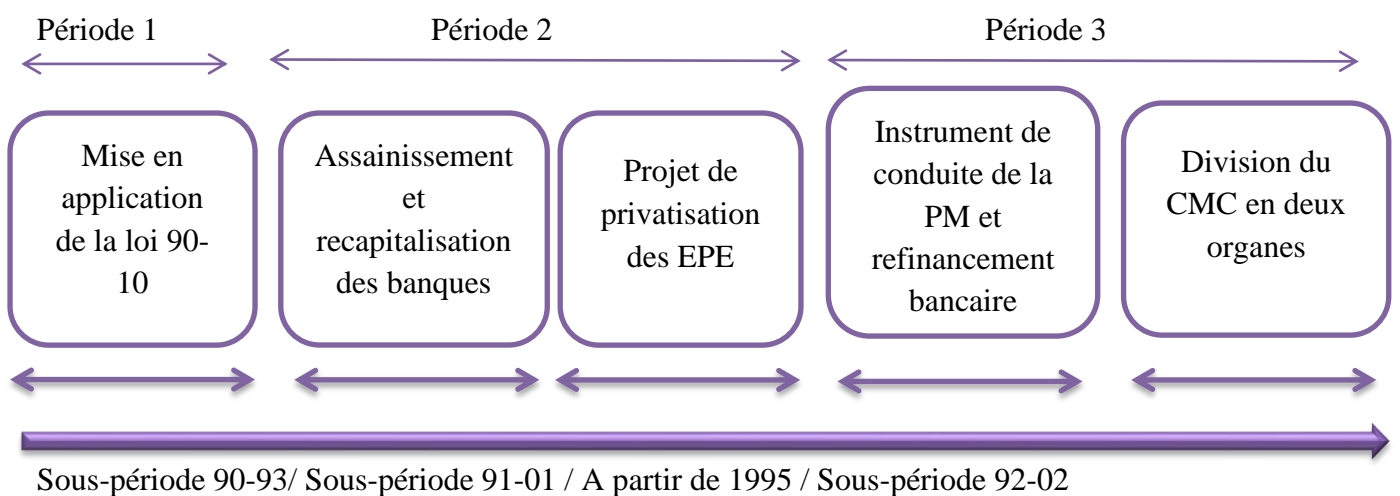 Période 1
Période 2
Période 3
Mise en
application
de la loi 90-
10
Assainissement
et
recapitalisation
des banques
Projet de
privatisation
des EPE
Instrument de
conduite de la
PM et
refinancement
bancaire
Division du
CMC en deux
organes
Sous-période 90-93/ Sous-période 91-01 / A partir de 1995 / Sous-période 92-02